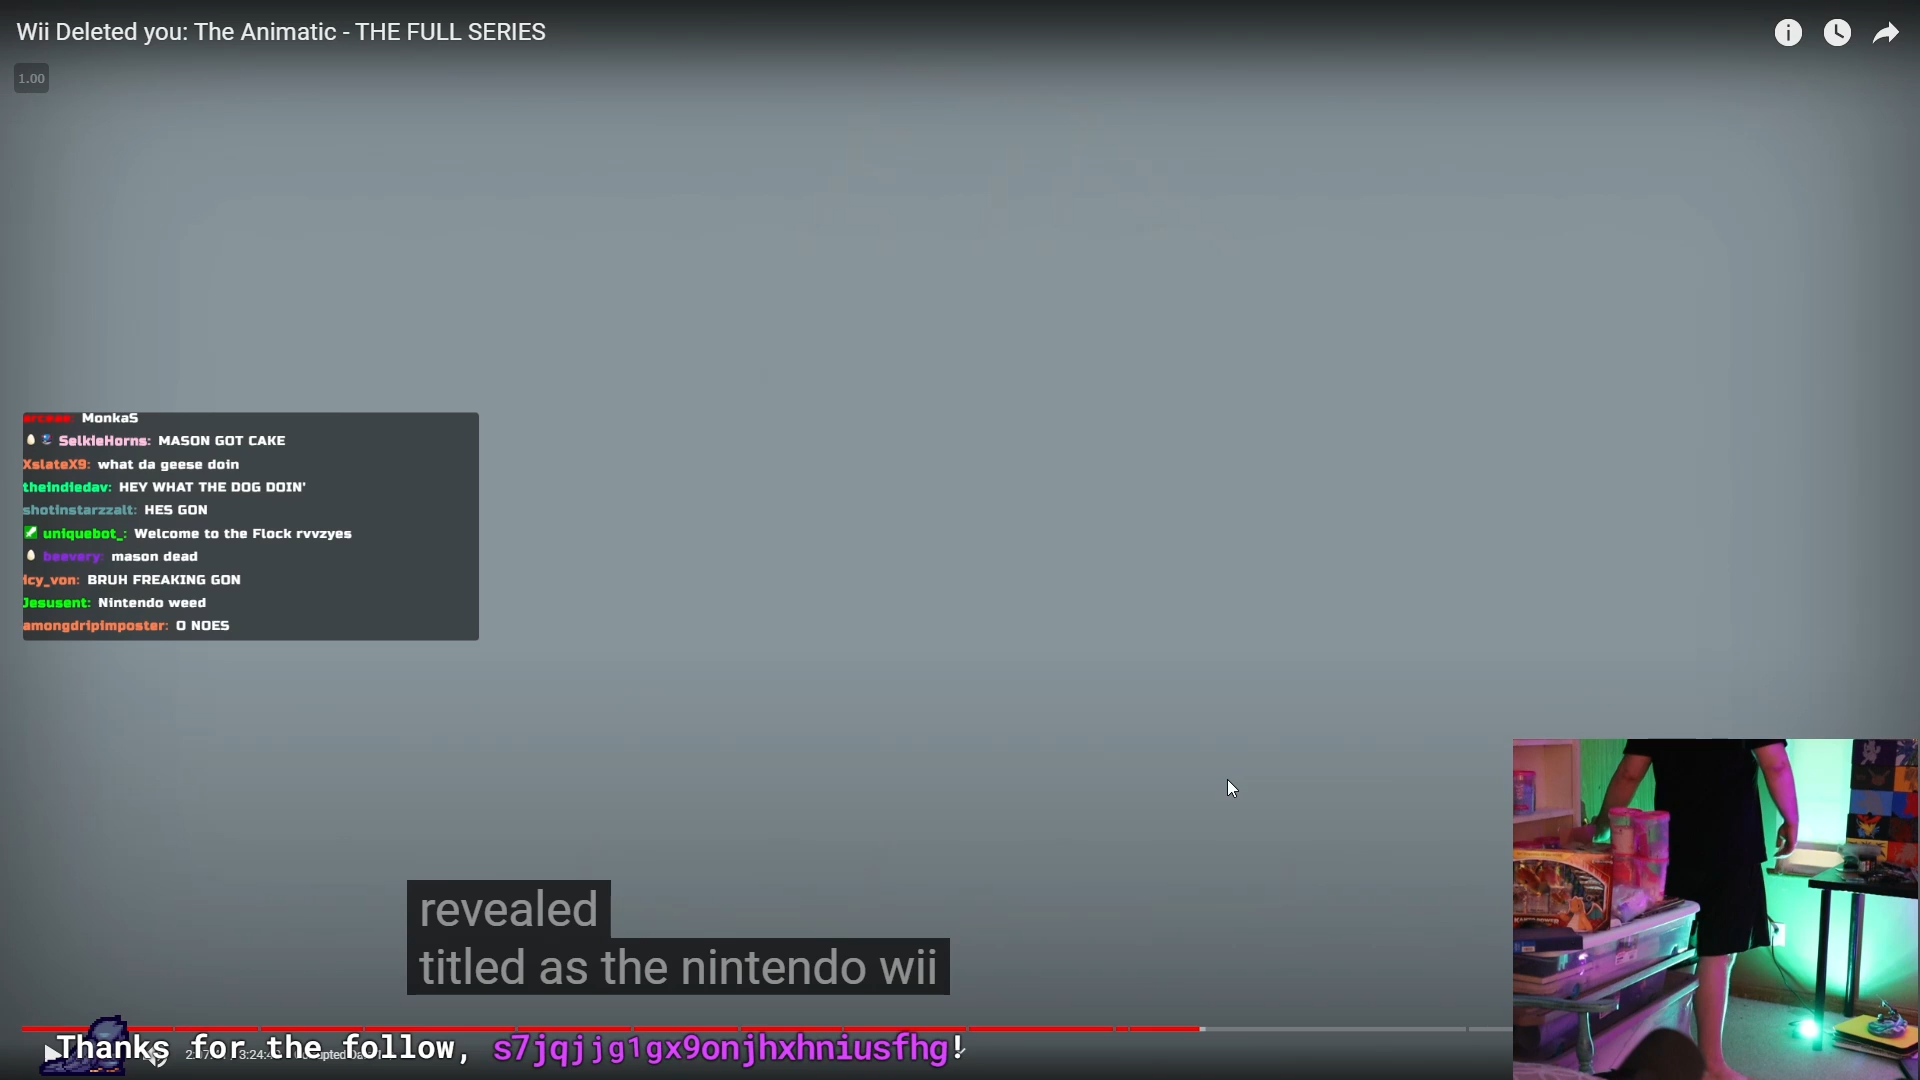 Wii Deleted you: The Animatic - THE FULL SERIES
1.00
MonkaS
SelkieHorns: MASON GOT CAKE
XslateX9: what da geese doin
theindiedav: HEY WHAT THE DOG DOIN'
shotinstarzzalt: HES GON
uniquebot_: Welcome to the Flock rvvzyes
beevery: mason dead
icy_von: BRUH FREAKING GON
Jesusent: Nintendo weed
amongdripimposter: O NOES
revealed
titled as the nintendo wii
Thanks for the follow, s7jqjjg1gx9onjhxhniusfhg!